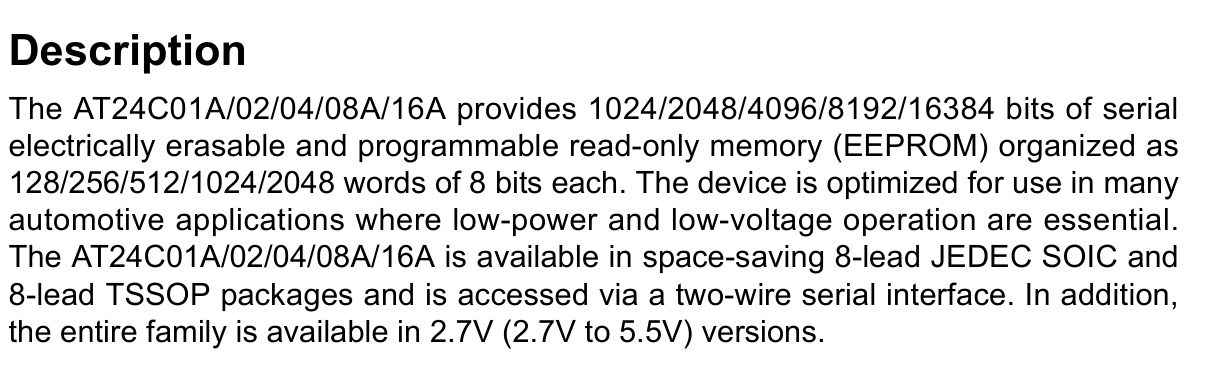 Description
The AT24C01A/02/04/08A/16A provides 1024/2048/4096/8192/16384 bits of serial
electrically erasable and programmable read-only memory (EEPROM) organized as
128/256/512/1024/2048 words of 8 bits each. The device is optimized for use in many
automotive applications where low-power and low-voltage operation are essential.
The AT24C01A/02/04/08A/16A is available in space-saving 8-lead JEDEC SOIC and
8-lead TSSOP packages and is accessed via a two-wire serial interface. In addition,
the entire family is available in 2.7V (2.7V to 5.5V) versions.